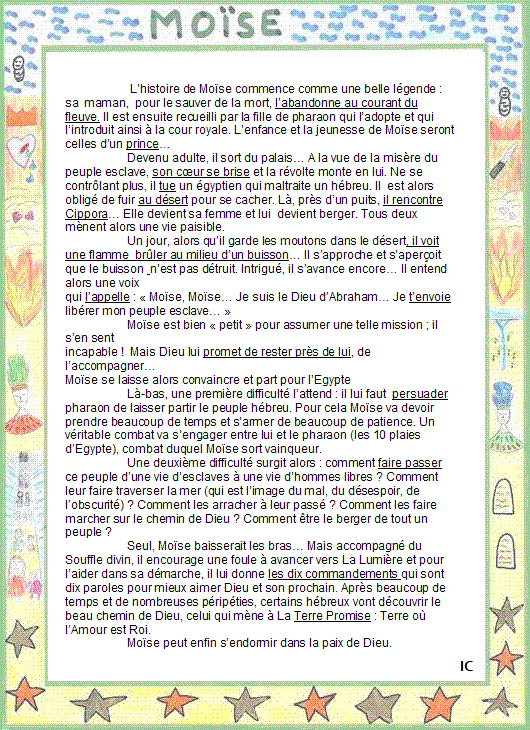 MOÏSE
L'histoire de Moïse commence comme une belle légende :
sa maman, pour le sauver de la mort, l'abandonne au courant du
fleuve. Il est ensuite recueilli par la fille de pharaon qui l'adopte et qui
l'introduit ainsi à la cour royale. L'enfance et la jeunesse de Moïse seront
celles d'un prince…
Devenu adulte, il sort du palais… A la vue de la misère du
peuple esclave, son cœur se brise et la révolte monte en lui. Ne se
contrôlant plus, il tue un égyptien qui maltraite un hébreu. Il est alors
obligé de fuir au désert pour se cacher. Là, près d'un puits, il rencontre
Cippora… Elle devient sa femme et lui devient berger. Tous deux
mènent alors une vie paisible.
Un jour, alors qu'il garde les moutons dans le désert, il voit
une flamme brûler au milieu d'un buisson… Il s'approche et s'aperçoit
que le buisson n'est pas détruit. Intrigué, il s'avance encore… Il entend
alors une voix
qui l'appelle : « Moïse, Moïse… Je suis le Dieu d'Abraham… Je t'envoie
libérer mon peuple esclave… »
Moïse est bien « petit » pour assumer une telle mission ; il
s'en sent
incapable ! Mais Dieu lui promet de rester près de lui, de
l'accompagner…
Moïse se laisse alors convaincre et part pour l'Egypte
Là-bas, une première difficulté l'attend : il lui faut persuader
pharaon de laisser partir le peuple hébreu. Pour cela Moïse va devoir
prendre beaucoup de temps et s'armer de beaucoup de patience. Un
véritable combat va s'engager entre lui et le pharaon (les 10 plaies
d'Egypte), combat duquel Moïse sort vainqueur.
Une deuxième difficulté surgit alors : comment faire passer
ce peuple d'une vie d'esclaves à une vie d'hommes libres ? Comment
leur faire traverser la mer (qui est l'image du mal, du désespoir, de
l'obscurité) ? Comment les arracher à leur passé ? Comment les faire
marcher sur le chemin de Dieu ? Comment être le berger de tout un
peuple ?
Seul, Moïse baisserait les bras… Mais accompagné du
Souffle divin, il encourage une foule à avancer vers La Lumière et pour
l'aider dans sa démarche, il lui donne les dix commandements qui sont
dix paroles pour mieux aimer Dieu et son prochain. Après beaucoup de
temps et de nombreuses péripéties, certains hébreux vont découvrir le
beau chemin de Dieu, celui qui mène à La Terre Promise : Terre où
l'Amour est Roi.
Moïse peut enfin s'endormir dans la paix de Dieu.
IC